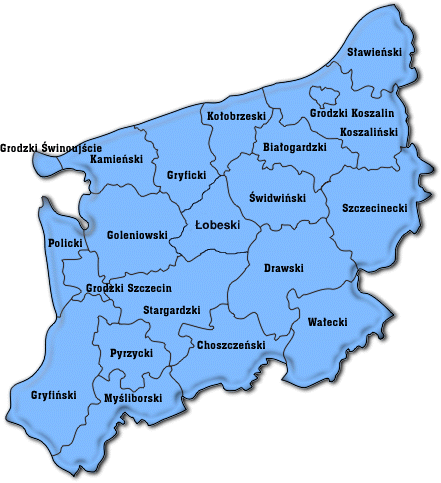 Sławieński
Kołobrzeski
Grodzki Koszalin
Koszaliński
Grodzki Świnoujście
Białogardzki
Kamieński
Gryficki
Świdwiński
Szczecinecki
Łobeski
Goleniowski
Policki
Drawski
Grodzki Szczecin
Stargardzki
Wałecki
Choszczeński
Pyrzycki
Gryfiński
Myśliborski